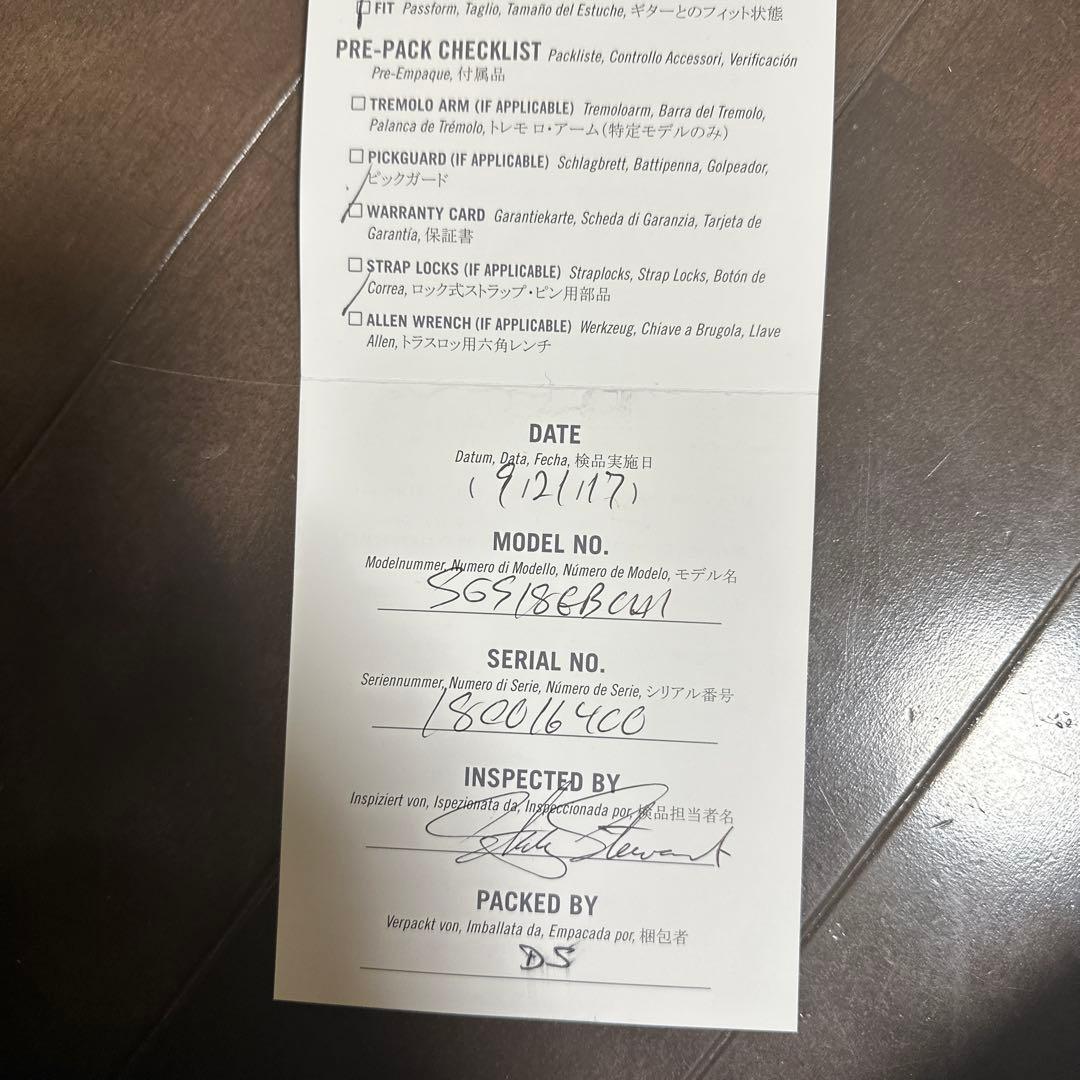 FIT Passform, Taglio, Tamaño del Estuche, ギターとのフィット状態
PRE-PACK CHECKLIST Packliste, Controllo Accessori, Verificación
Pre-Empaque, 付属品
TREMOLO ARM (IF APPLICABLE) Tremoloarm, Barra del Tremolo,
Palanca de Trémolo, トレモ ロ・アーム(特定モデルのみ)
PICKGUARD (IF APPLICABLE) Schlagbrett, Battipenna, Golpeador,
ピックガード
WARRANTY CARD Garantiekarte, Scheda di Garanzia, Tarjeta de
Garantía, 保証書
STRAP LOCKS (IF APPLICABLE) Straplocks, Strap Locks, Botón de
Correa, ロック式ストラップ・ピン用部品
ALLEN WRENCH (IF APPLICABLE) Werkzeug, Chiave a Brugola, Llave
Allen, トラスロッ用六角レンチ
DATE
Datum, Data, Fecha, 検品実施日
(9/21/17)
MODEL NO.
Modelnummer, Numero di Modello, Número de Modelo, モデル名
SGS18EBCH1
SERIAL NO.
Seriennummer, Numero di Serie, Número de Serie, シリアル番号
180016400
INSPECTED BY
Inspiziert von, Ispezionata da, Inspeccionada por, 検品担当者名
Stewart
PACKED BY
Verpackt von, Imballata da, Empacada por, 梱包者
DS